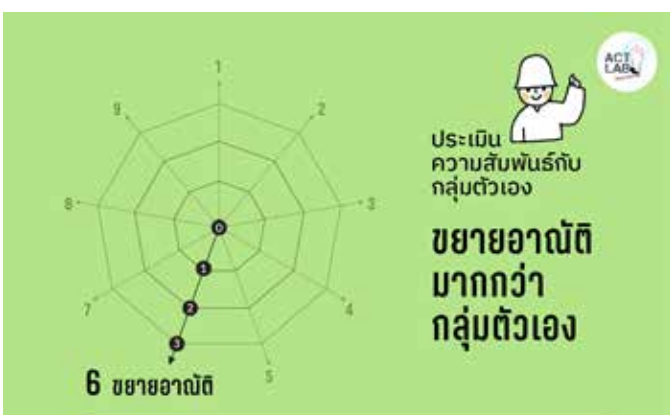 ACT
LAB
ประเมิน
ความสัมพันธ์กับ
กลุ่มตัวเอง
ขยายอาณัติ
มากกว่า
กลุ่มตัวเอง
1
2
3
4
5
6 ขยายอาณัติ
7
8
9
0
1
2
3